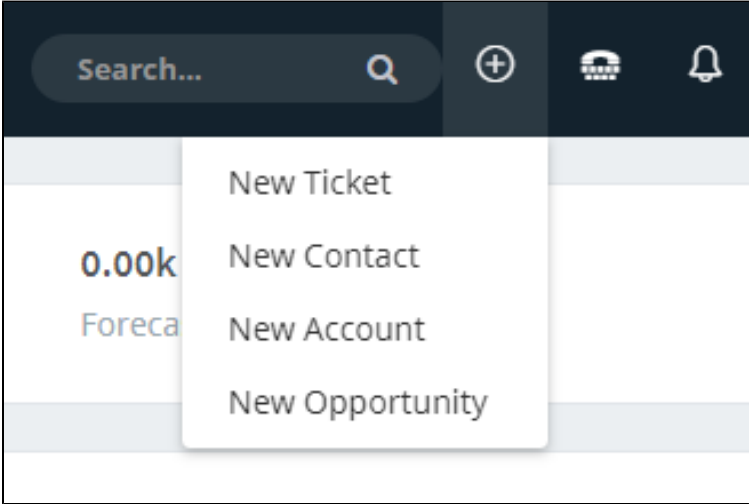 Search...
New Ticket
0.00k
New Contact
Foreca
New Account
New Opportunity